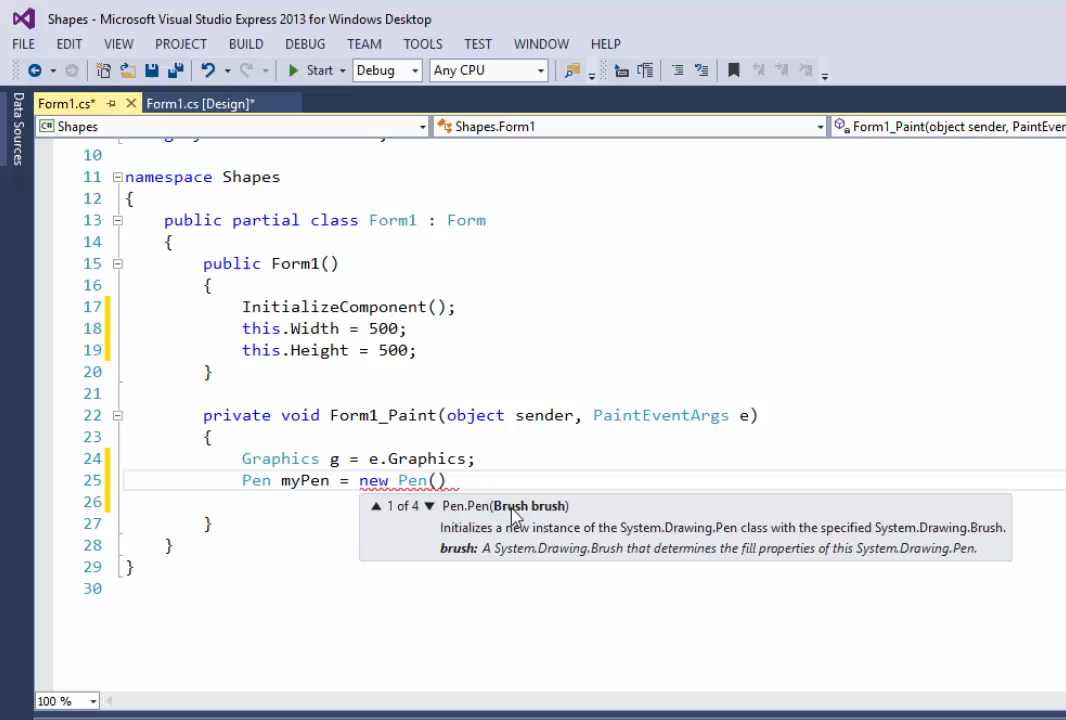 Shapes - Microsoft Visual Studio Express 2013 for Windows Desktop
FILE EDIT VIEW PROJECT BUILD DEBUG TEAM TOOLS TEST WINDOW HELP
Start Debug Any CPU
Data Sources
Form1.cs* Form1.cs [Design]*
C# Shapes Shapes.Form1 Form1_Paint(object sender, PaintEver
10
11 namespace Shapes
12 {
13 public partial class Form1 : Form
14 {
15 public Form1()
16 {
17 InitializeComponent();
18 this.Width = 500;
19 this.Height = 500;
20 }
21
22 private void Form1_Paint(object sender, PaintEventArgs e)
23 {
24 Graphics g = e.Graphics;
25 Pen myPen = new Pen()
26
▲ 1 of 4 ▼ Pen.Pen(Brush brush)
Initializes a new instance of the System.Drawing.Pen class with the specified System.Drawing.Brush.
brush: A System.Drawing.Brush that determines the fill properties of this System.Drawing.Pen.
27 }
28 }
29 }
30
100 %